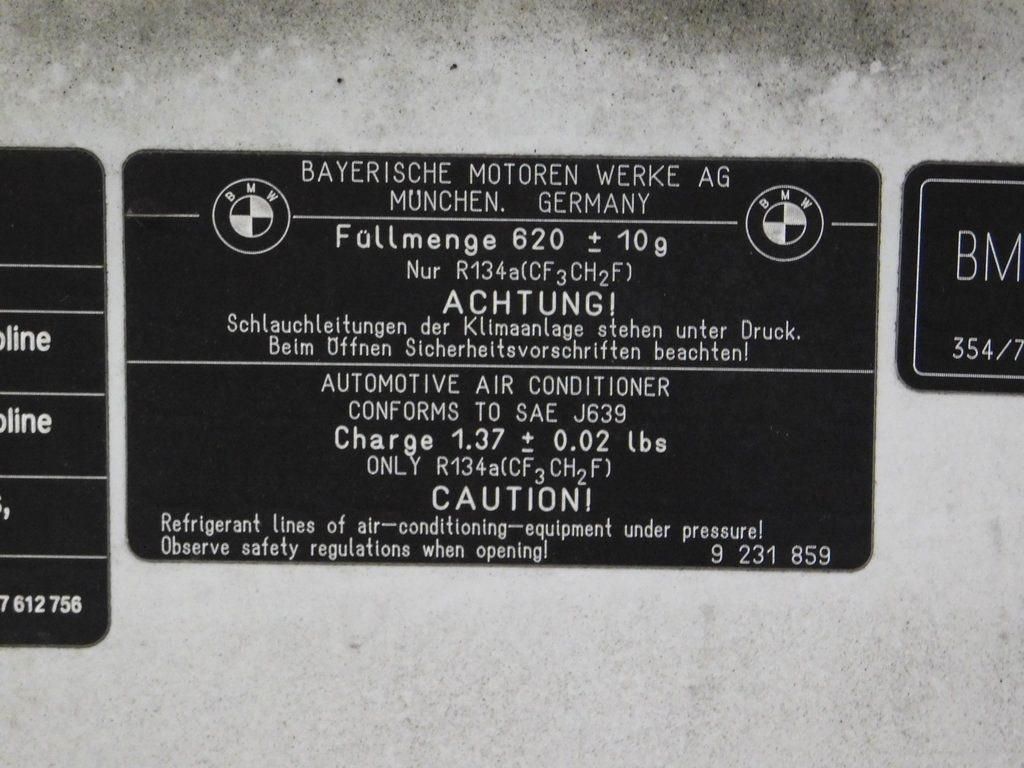 BAYERISCHE MOTOREN WERKE AG
MÜNCHEN. GERMANY
BMW
BMW
Füllmenge 620 ± 10g
Nur R134a(CF₃CH₂F)
ACHTUNG!
Schlauchleitungen der Klimaanlage stehen unter Druck.
Beim Öffnen Sicherheitsvorschriften beachten!
AUTOMOTIVE AIR CONDITIONER
CONFORMS TO SAE J639
Charge 1.37 ± 0.02 lbs
ONLY R134a(CF₃CH₂F)
CAUTION!
Refrigerant lines of air-conditioning-equipment under pressure!
Observe safety regulations when opening!
9 231 859
oline
oline
s,
7 612 756
BM
354/7